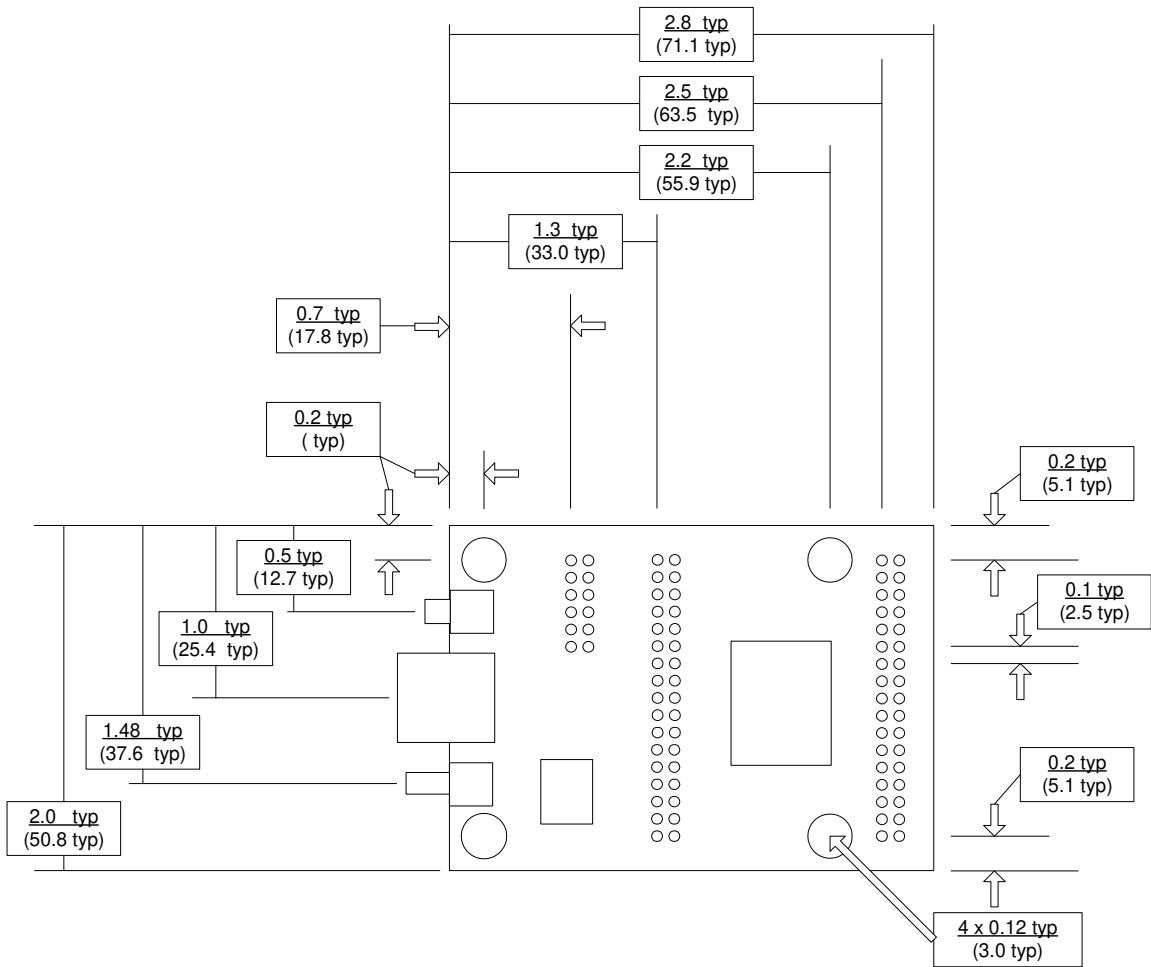 2.8 typ
(71.1 typ)
2.5 typ
(63.5 typ)
2.2 typ
(55.9 typ)
1.3 typ
(33.0 typ)
0.7 typ
(17.8 typ)
0.2 typ
( typ)
0.2 typ
(5.1 typ)
0.5 typ
(12.7 typ)
0.1 typ
(2.5 typ)
1.0 typ
(25.4 typ)
1.48 typ
(37.6 typ)
0.2 typ
(5.1 typ)
2.0 typ
(50.8 typ)
4 x 0.12 typ
(3.0 typ)